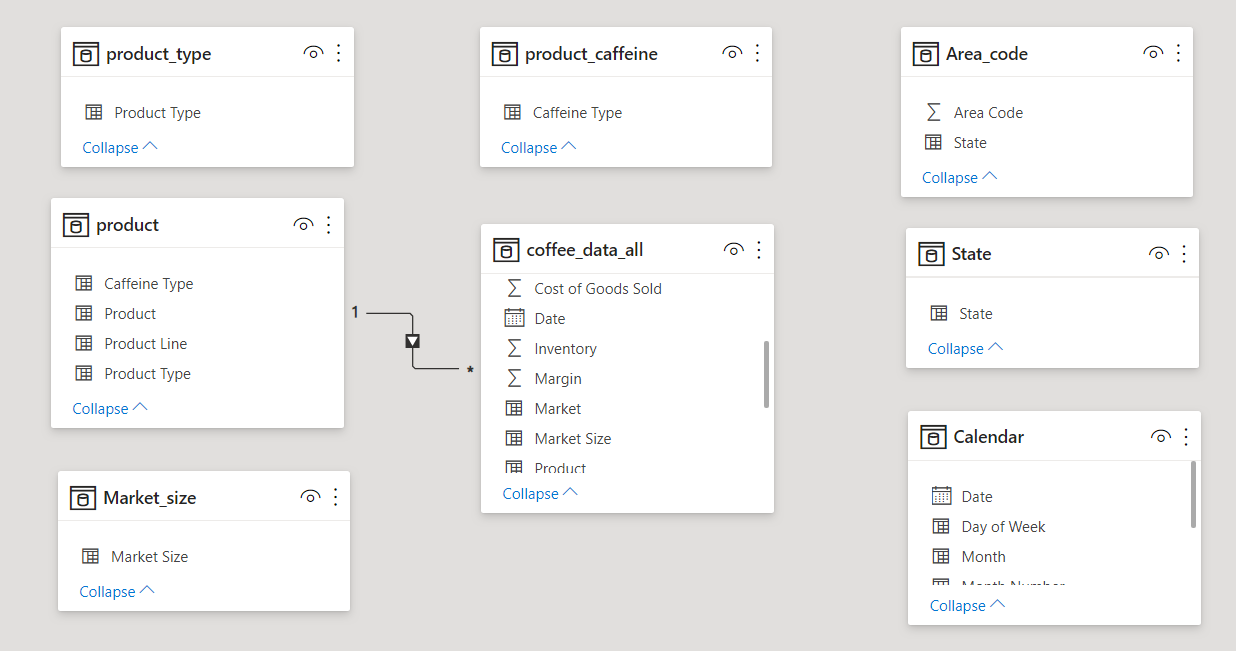 product_type
Product Type
Collapse
product_caffeine
Caffeine Type
Collapse
Area_code
Area Code
State
Collapse
product
Caffeine Type
Product
Product Line
Product Type
Collapse
1
*
coffee_data_all
Cost of Goods Sold
Date
Inventory
Margin
Market
Market Size
Product
Collapse
State
State
Collapse
Market_size
Market Size
Collapse
Calendar
Date
Day of Week
Month
Month Number
Collapse